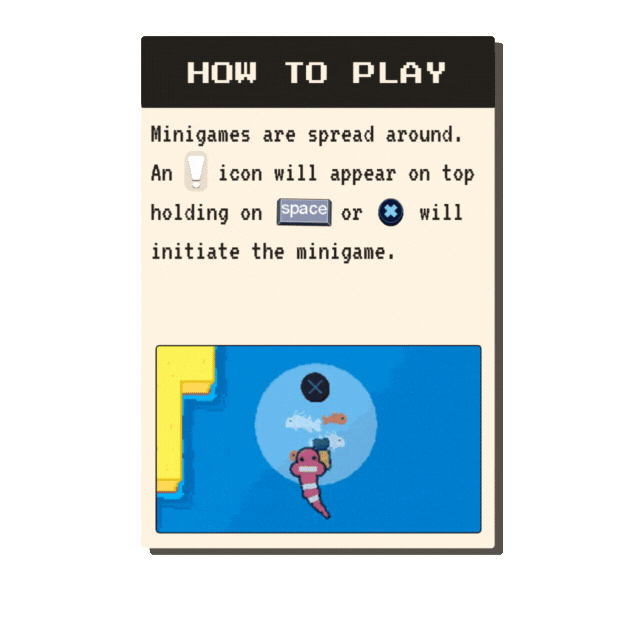 HOW TO PLAY
Minigames are spread around.
An ! icon will appear on top
holding on space or will
initiate the minigame.